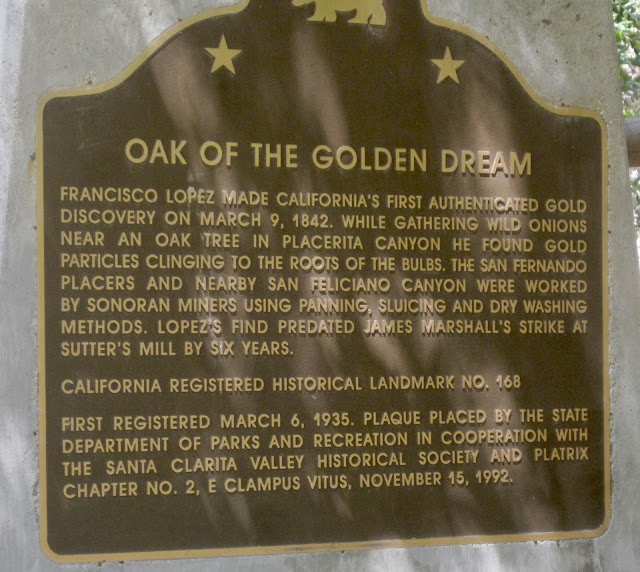 OAK OF THE GOLDEN DREAM
FRANCISCO LOPEZ MADE CALIFORNIA'S FIRST AUTHENTICATED GOLD
DISCOVERY ON MARCH 9, 1842. WHILE GATHERING WILD ONIONS
NEAR AN OAK TREE IN PLACERITA CANYON HE FOUND GOLD
PARTICLES CLINGING TO THE ROOTS OF THE BULBS. THE SAN FERNANDO
PLACERS AND NEARBY SAN FELICIANO CANYON WERE WORKED
BY SONORAN MINERS USING PANNING, SLUICING AND DRY WASHING
METHODS. LOPEZ'S FIND PREDATED JAMES MARSHALL'S STRIKE AT
SUTTER'S MILL BY SIX YEARS.
CALIFORNIA REGISTERED HISTORICAL LANDMARK NO. 168
FIRST REGISTERED MARCH 6, 1935. PLAQUE PLACED BY THE STATE
DEPARTMENT OF PARKS AND RECREATION IN COOPERATION WITH
THE SANTA CLARITA VALLEY HISTORICAL SOCIETY AND PLATRIX
CHAPTER NO. 2, E CLAMPUS VITUS, NOVEMBER 15, 1992.